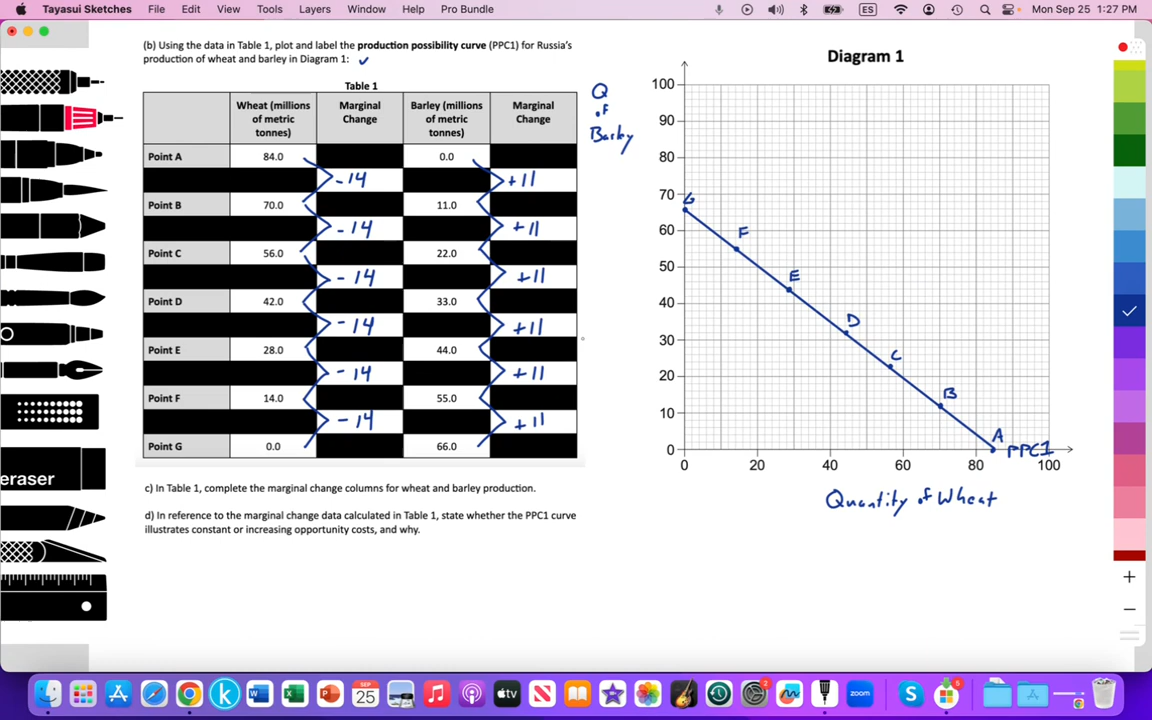 Tayasui Sketches File Edit View Tools Layers Window Help Pro Bundle ES Mon Sep 25 1:27 PM
(b) Using the data in Table 1, plot and label the production possibility curve (PPC1) for Russia's
production of wheat and barley in Diagram 1:
Table 1
Wheat (millions of metric tonnes) Marginal Change Barley (millions of metric tonnes) Marginal Change
Point A 84.0 0.0
-14 +11
Point B 70.0 11.0
-14 +11
Point C 56.0 22.0
-14 +11
Point D 42.0 33.0
-14 +11
Point E 28.0 44.0
-14 +11
Point F 14.0 55.0
-14 +11
Point G 0.0 66.0
c) In Table 1, complete the marginal change columns for wheat and barley production.
d) In reference to the marginal change data calculated in Table 1, state whether the PPC1 curve
illustrates constant or increasing opportunity costs, and why.
Diagram 1
Q
of
Barley
100
90
80
70
60
50
40
30
20
10
0
G
F
E
D
C
B
A
PPC1
0 20 40 60 80 100
Quantity of Wheat
eraser
SEP
25
tv
zoom
2
5